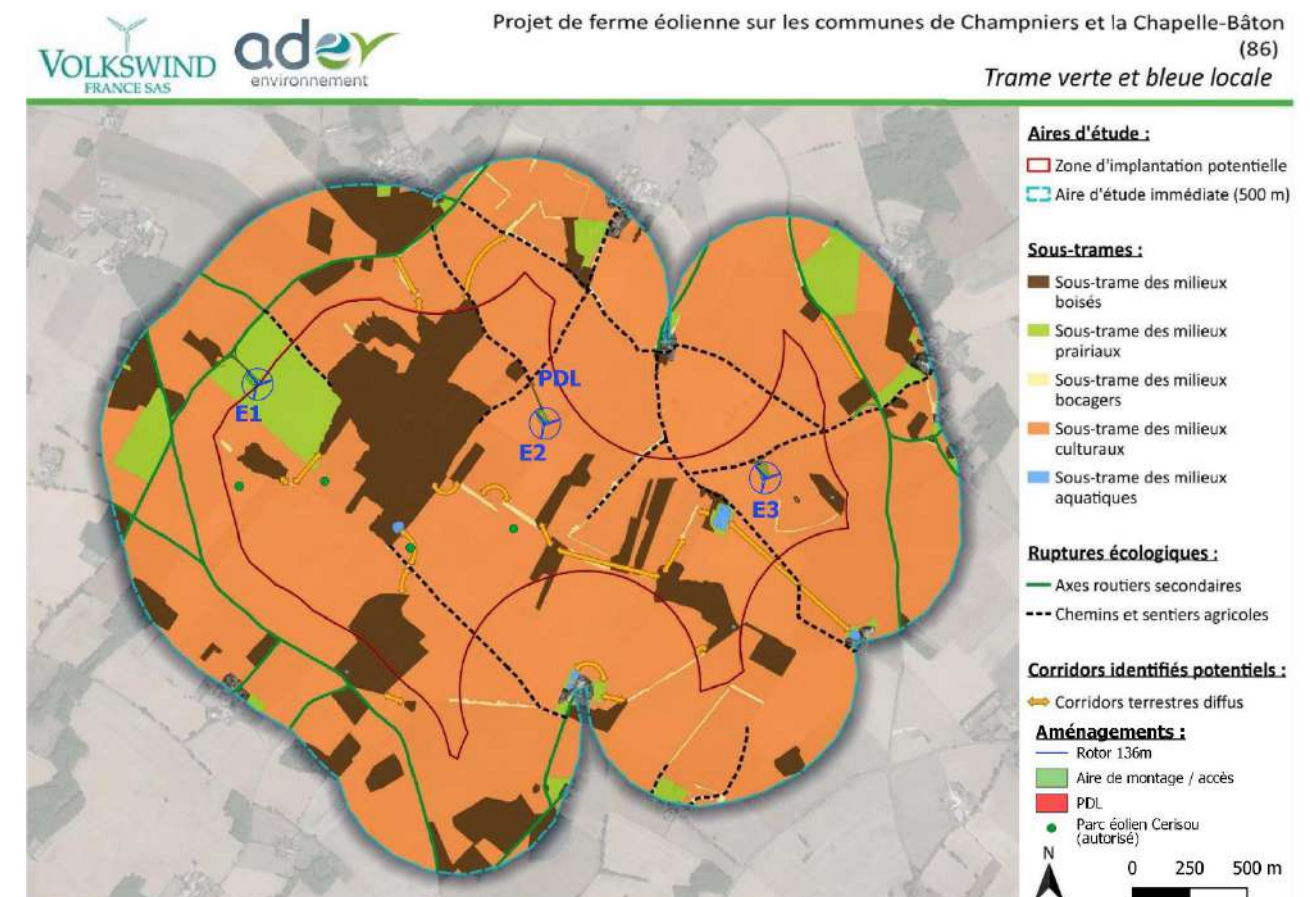 VOLKSWIND
FRANCE SAS
ader
environnement
Projet de ferme éolienne sur les communes de Champniers et la Chapelle-Bâton
(86)
Trame verte et bleue locale
PDL
E1
E2
E3
Aires d'étude :
Zone d'implantation potentielle
Aire d'étude immédiate (500 m)
Sous-trames :
Sous-trame des milieux
boisés
Sous-trame des milieux
prairiaux
Sous-trame des milieux
bocagers
Sous-trame des milieux
culturaux
Sous-trame des milieux
aquatiques
Ruptures écologiques :
Axes routiers secondaires
Chemins et sentiers agricoles
Corridors identifiés potentiels :
Corridors terrestres diffus
Aménagements :
Rotor 136m
Aire de montage / accès
PDL
Parc éolien Cerisou
(autorisé)
N
0 250 500 m